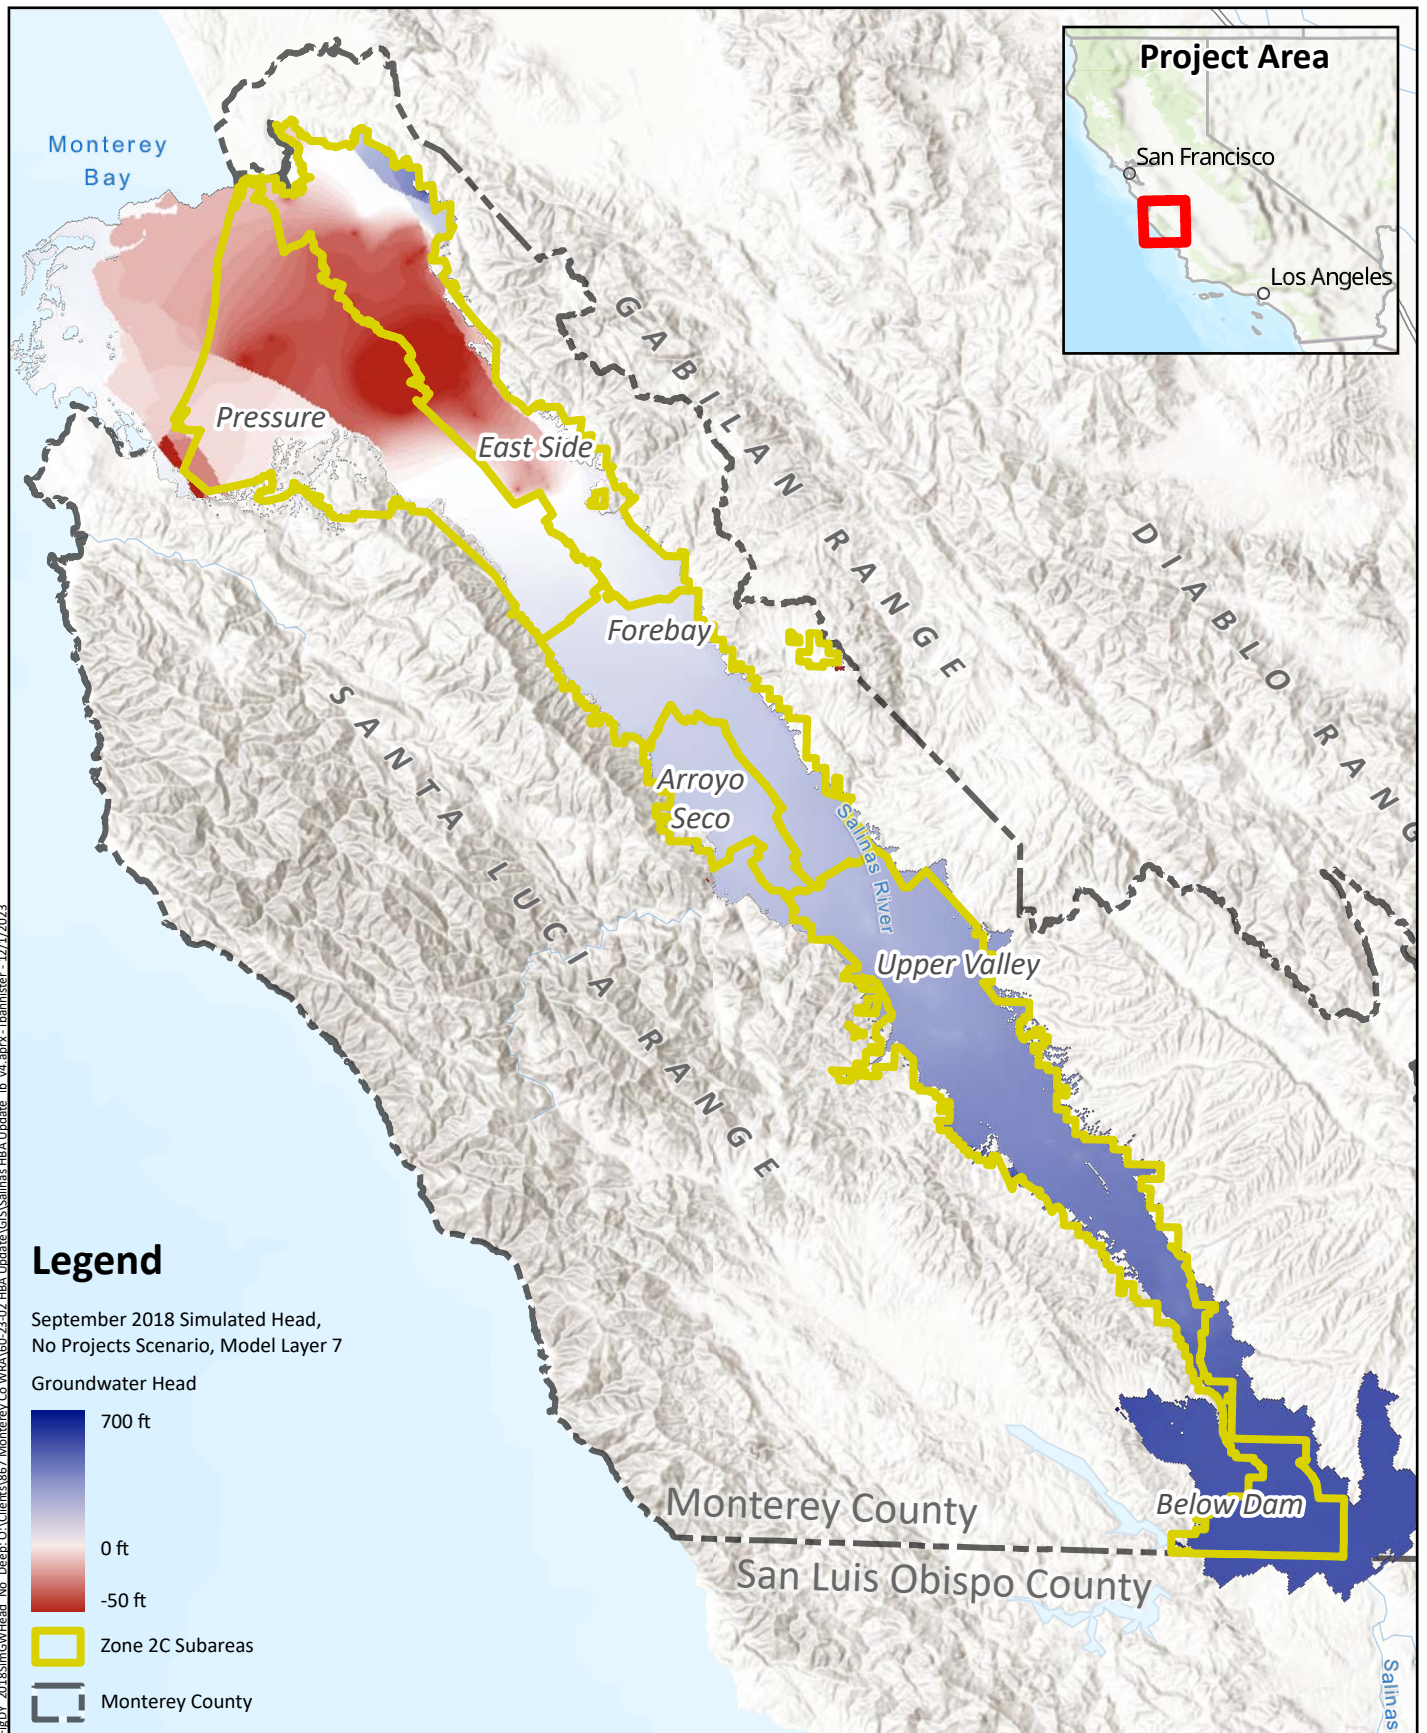 Project Area
San Francisco
Los Angeles
Monterey
Bay
GABILAN RANGE
DIABLO RANG
Pressure
East Side
Forebay
SANTA LUCIA RANGE
Arroyo
Seco
Salinas River
Upper Valley
Below Dam
Monterey County
San Luis Obispo County
Salinas
Legend
September 2018 Simulated Head,
No Projects Scenario, Model Layer 7
Groundwater Head
700 ft
0 ft
-50 ft
Zone 2C Subareas
Monterey County